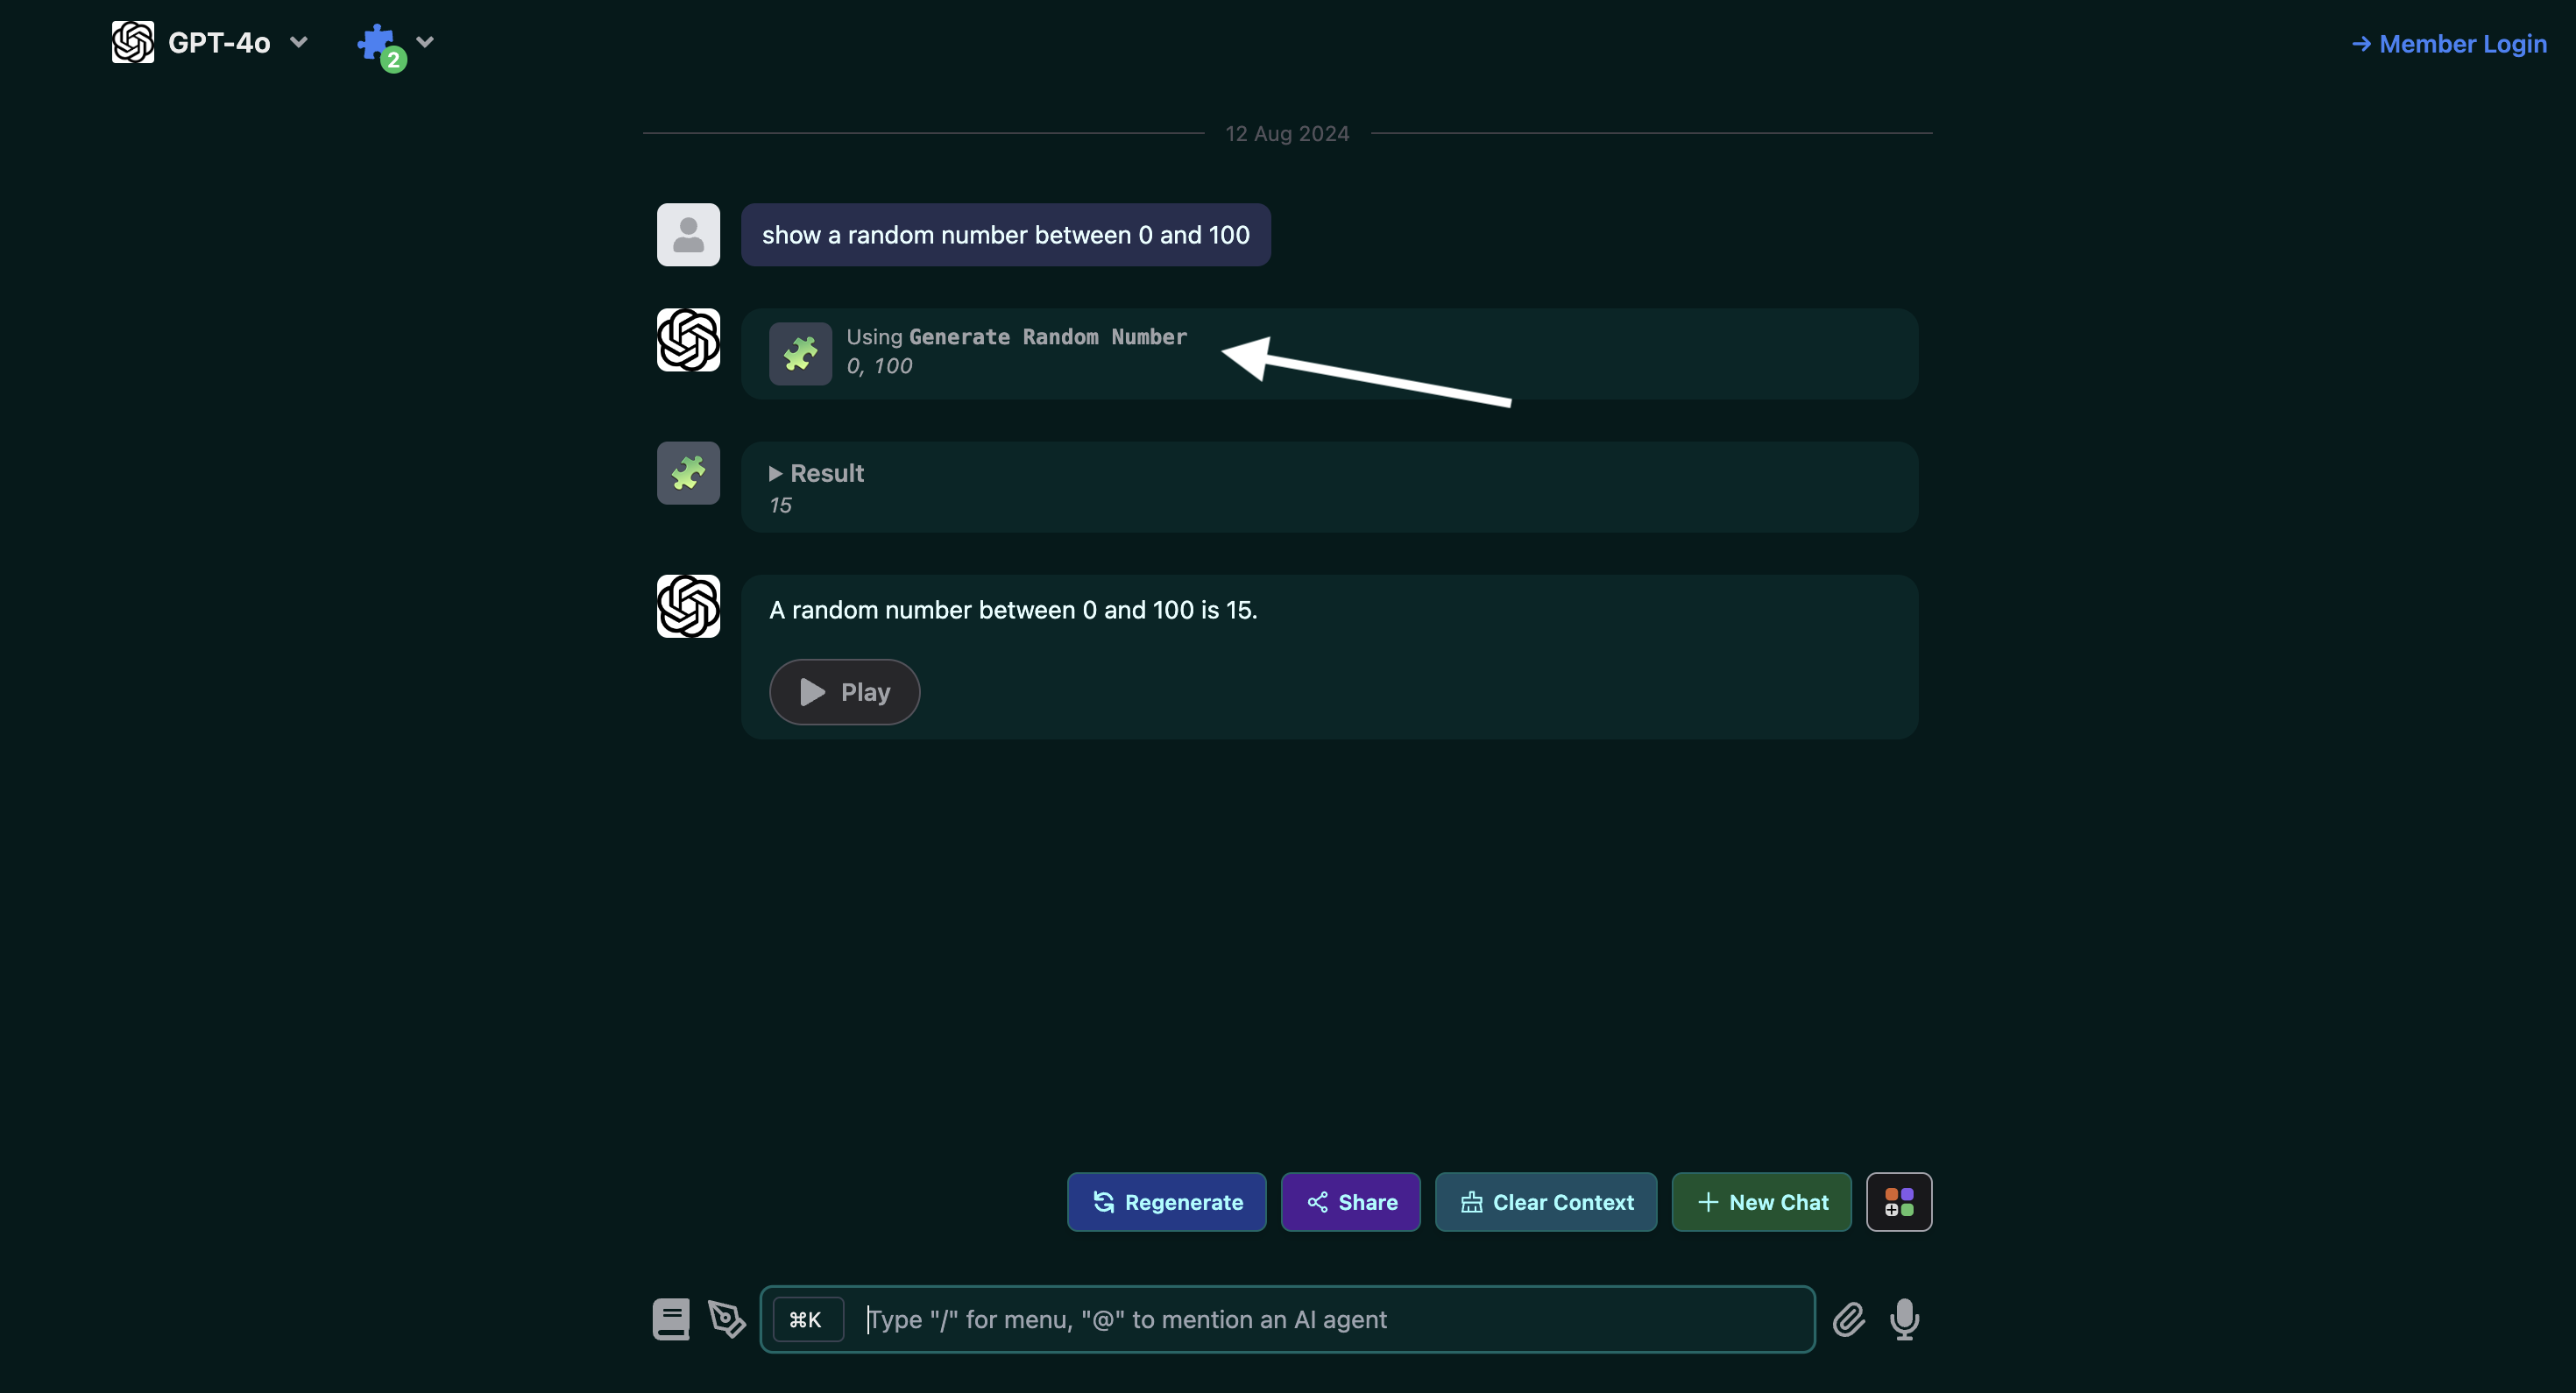 GPT-4o
2
→ Member Login
12 Aug 2024
show a random number between 0 and 100
Using Generate Random Number
0, 100
Result
15
A random number between 0 and 100 is 15.
Play
Regenerate
Share
Clear Context
New Chat
⌘K
Type "/" for menu, "@" to mention an AI agent